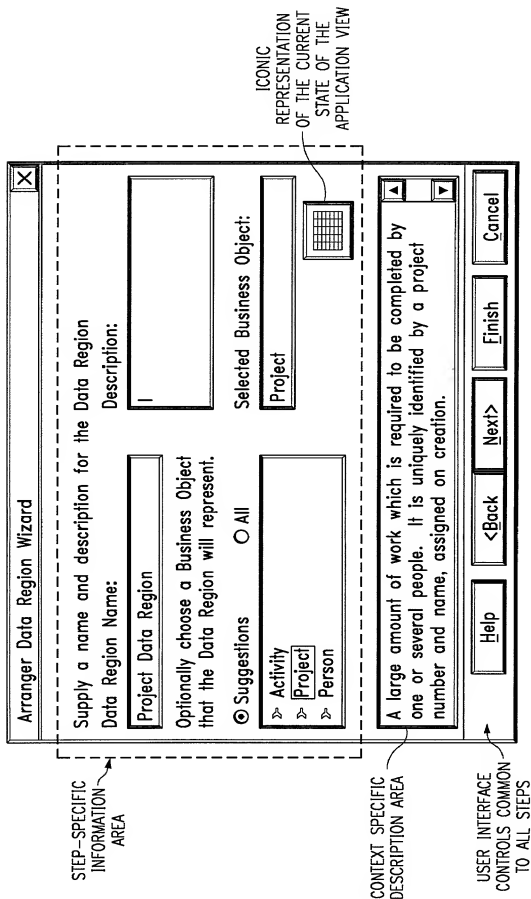 Arranger Data Region Wizard
X
Supply a name and description for the Data Region
Data Region Name:
Description:
Project Data Region
Optionally choose a Business Object
that the Data Region will represent.
Suggestions
All
Selected Business Object:
Activity
Project
Person
Project
A large amount of work which is required to be completed by
one or several people. It is uniquely identified by a project
number and name, assigned on creation.
Help
<Back
Next>
Finish
Cancel
STEP-SPECIFIC
INFORMATION
AREA
CONTEXT SPECIFIC
DESCRIPTION AREA
USER INTERFACE
CONTROLS COMMON
TO ALL STEPS
ICONIC
REPRESENTATION
OF THE CURRENT
STATE OF THE
APPLICATION VIEW